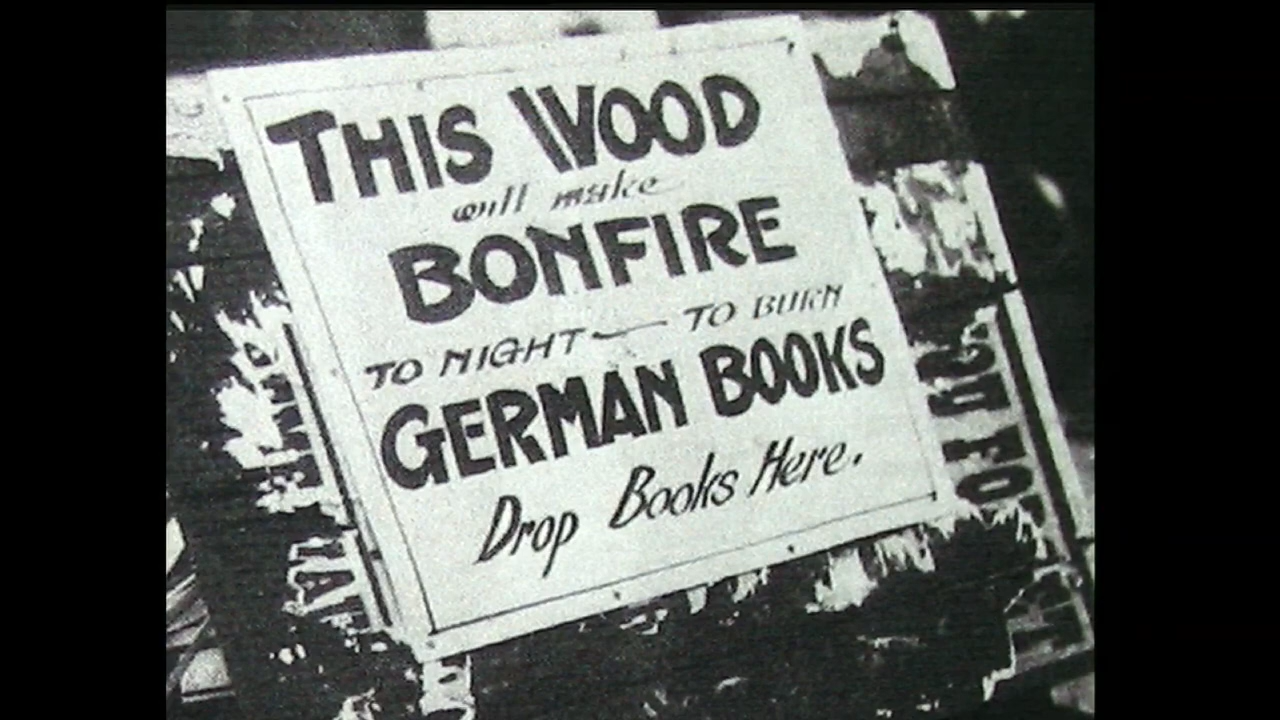 THIS WOOD
will make
BONFIRE
TO NIGHT — TO BURN
GERMAN BOOKS
Drop Books Here.